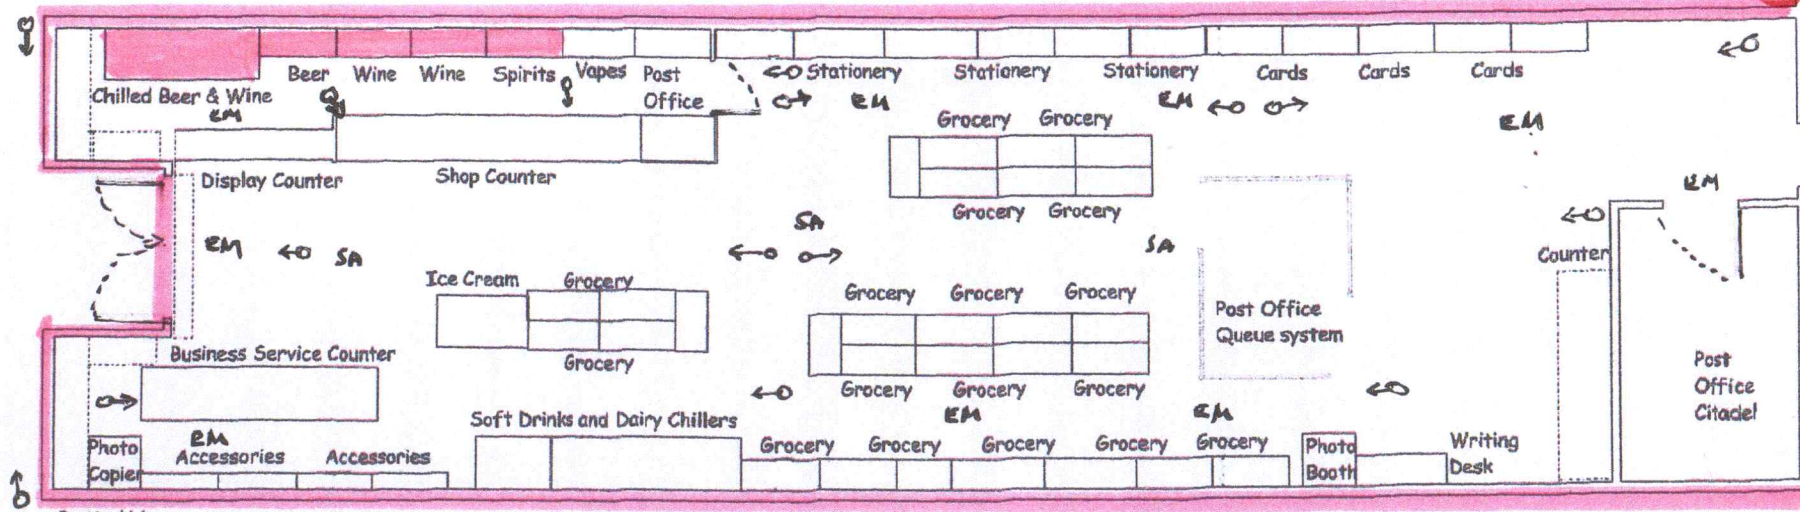 Beer Wine Wine Spirits Vapes Post Office Stationery Stationery Stationery Cards Cards Cards
Chilled Beer & Wine
EM
EM
EM
EM
Grocery Grocery
Display Counter
Shop Counter
EM
Grocery Grocery
SA
EM
SA
SA
Counter
Ice Cream
Grocery
Grocery Grocery Grocery
Post Office
Queue system
Business Service Counter
Grocery
Post
Office
Citadel
Grocery Grocery Grocery
EM
EM
Soft Drinks and Dairy Chillers
EM
Photo
Copier
Accessories Accessories
Grocery Grocery Grocery Grocery Grocery
Photo
Booth
Writing
Desk